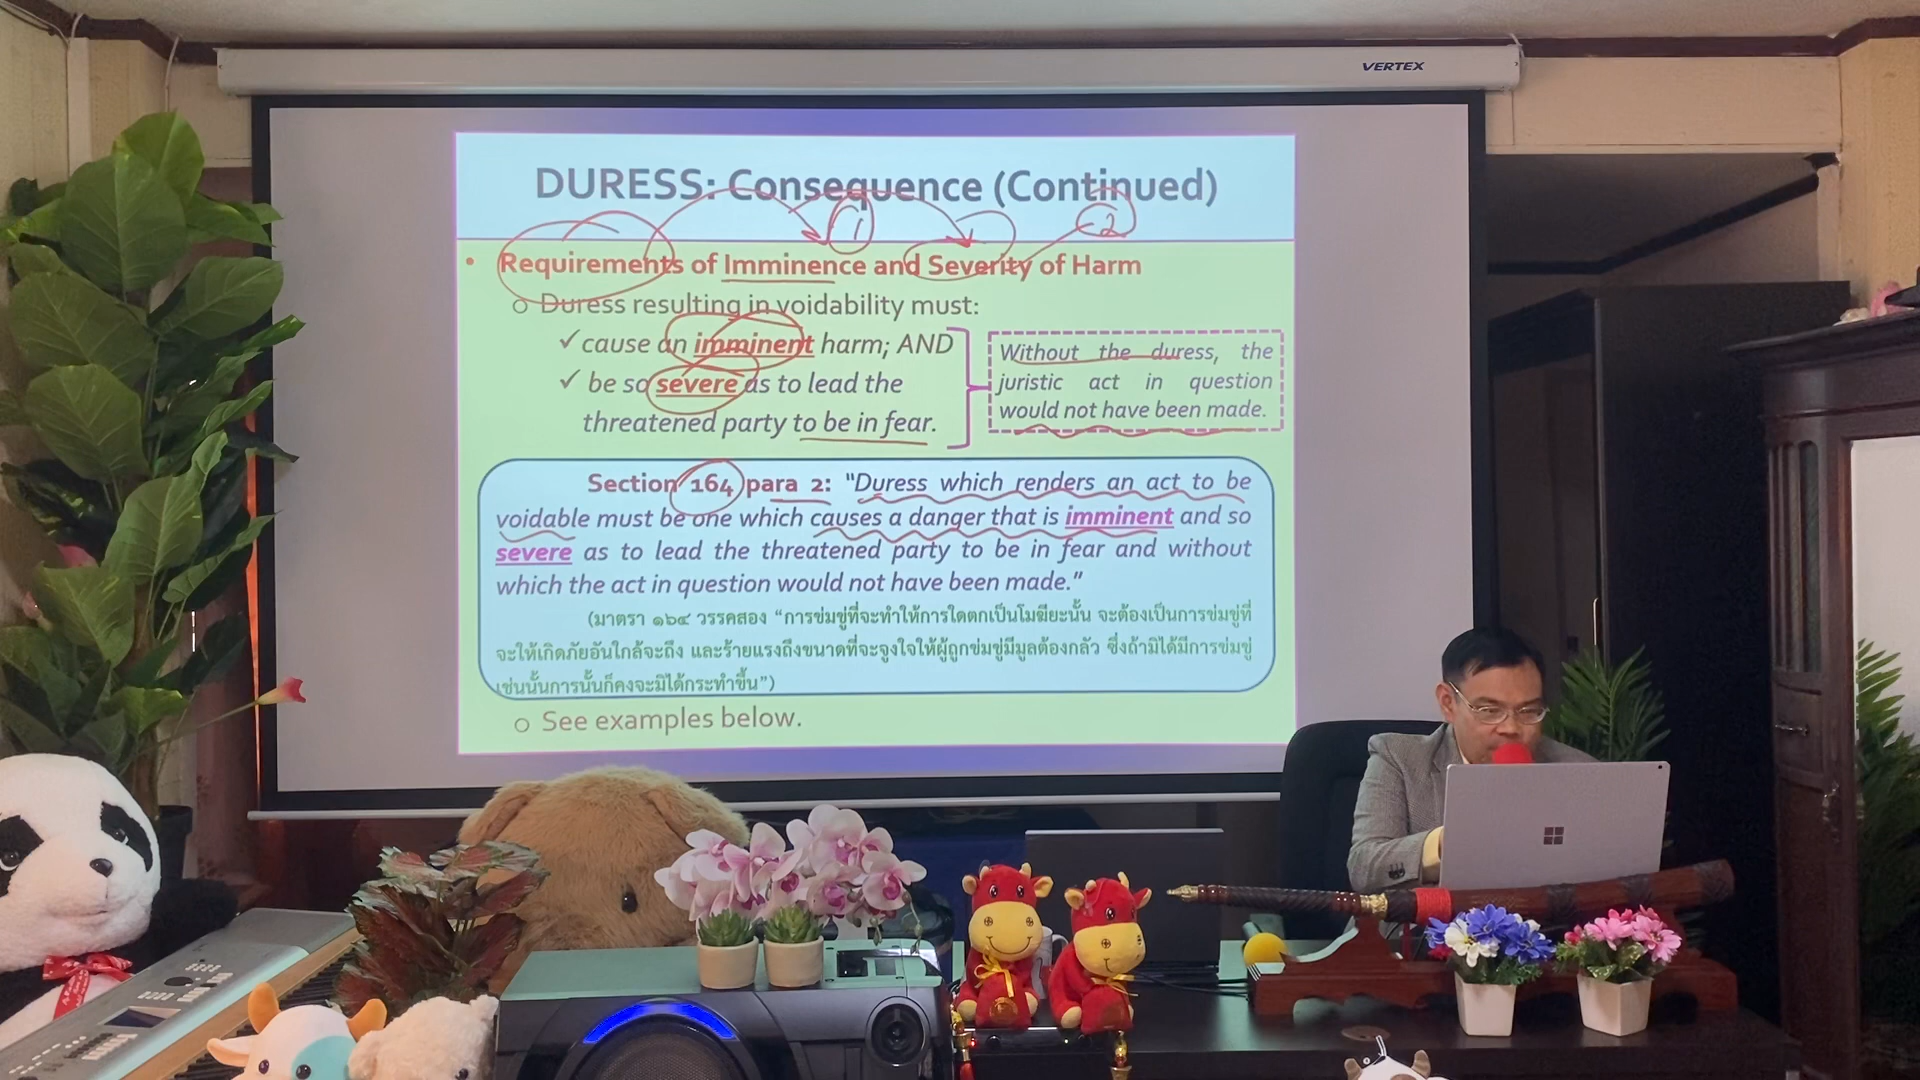 VERTEX
DURESS: Consequence (Continued)
1
2
• Requirements of Imminence and Severity of Harm
o Duress resulting in voidability must:
✓ cause an imminent harm; AND
✓ be so severe as to lead the
threatened party to be in fear.
Without the duress, the
juristic act in question
would not have been made.
Section 164 para 2: "Duress which renders an act to be
voidable must be one which causes a danger that is imminent and so
severe as to lead the threatened party to be in fear and without
which the act in question would not have been made."
(มาตรา ๑๖๔ วรรคสอง “การข่มขู่ที่จะทำให้การใดตกเป็นโมฆียะนั้น จะต้องเป็นการข่มขู่ที่
จะให้เกิดภัยอันใกล้จะถึง และร้ายแรงถึงขนาดที่จะจูงใจให้ผู้ถูกข่มขู่มีมูลต้องกลัว ซึ่งถ้ามิได้มีการข่มขู่
เช่นนั้นการนั้นก็คงจะมิได้กระทำขึ้น”)
o See examples below.